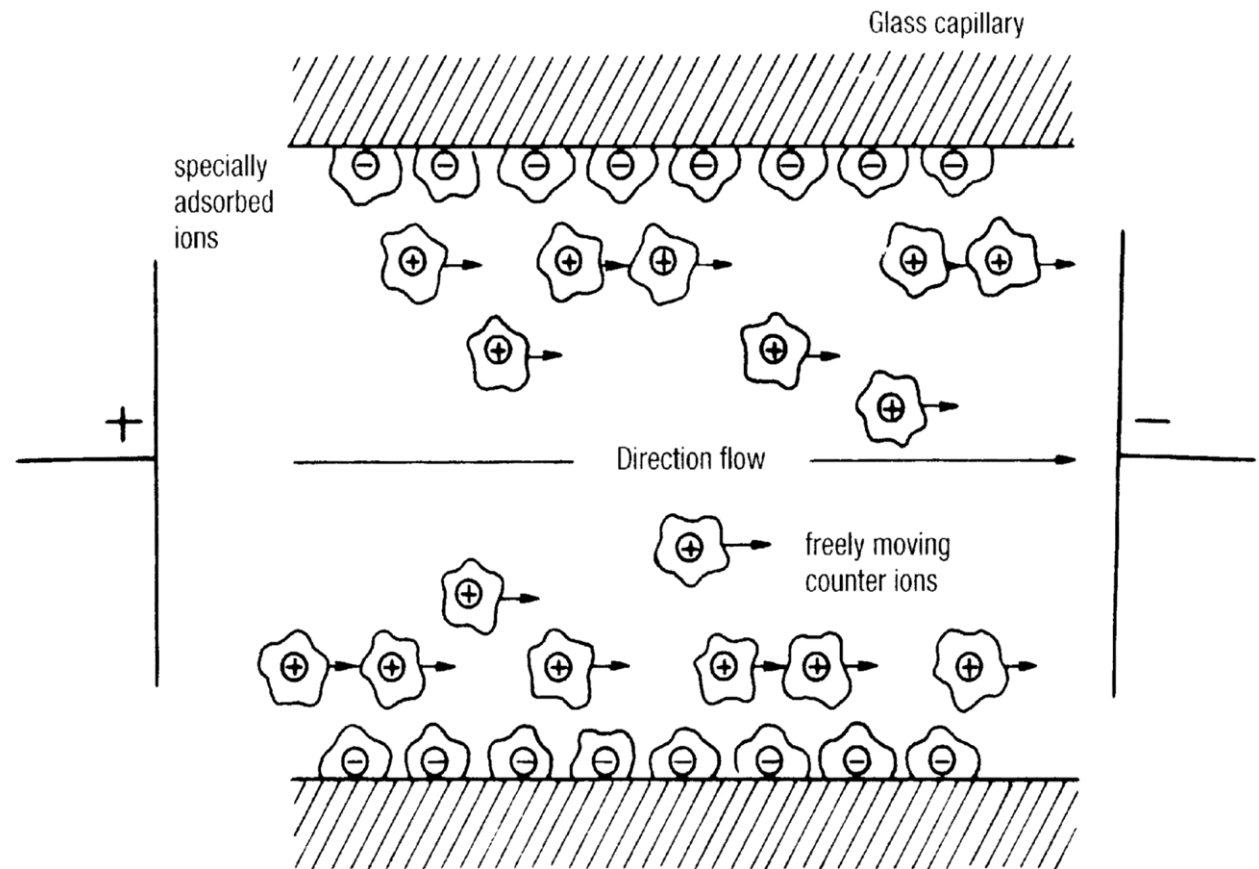 Glass capillary
specially
adsorbed
ions
+
−
Direction flow
freely moving
counter ions